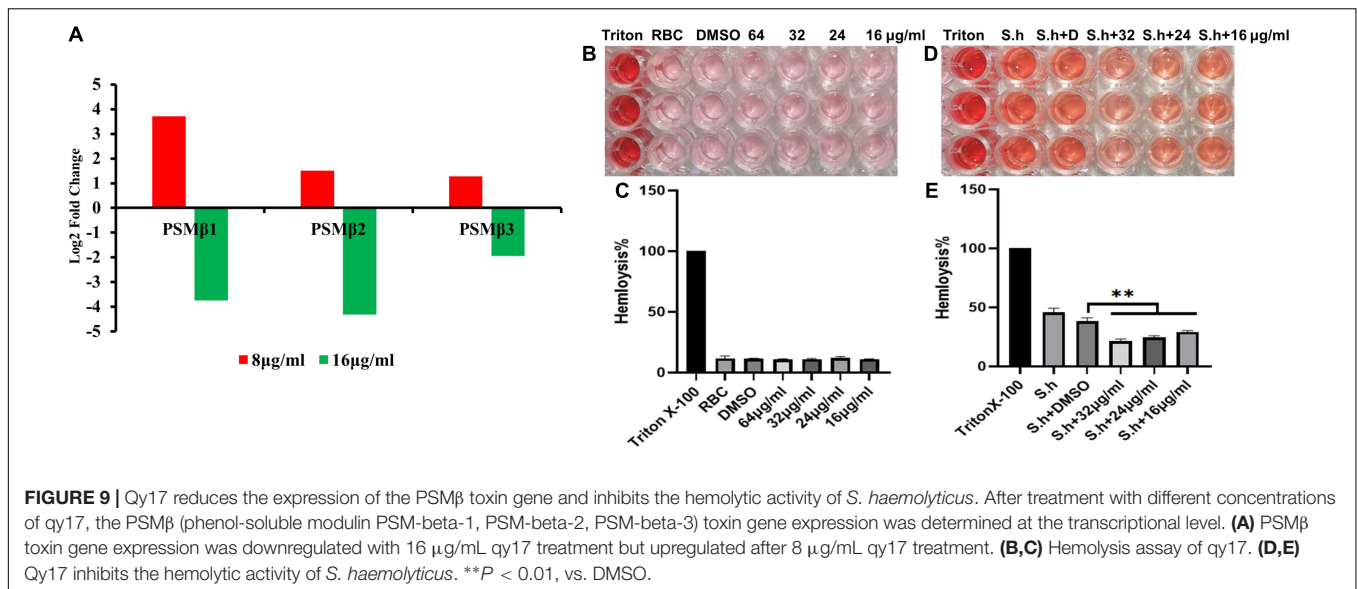 A
Log2 Fold Change
5
4
3
2
1
0
-1
-2
-3
-4
-5
PSMβ1 PSMβ2 PSMβ3
8μg/ml 16μg/ml
Triton RBC DMSO 64 32 24 16 μg/ml
B
C
Hemloysis%
150
100
50
0
Triton X-100
RBC
DMSO
64μg/ml
32μg/ml
24μg/ml
16μg/ml
Triton S.h S.h+D S.h+32 S.h+24 S.h+16 μg/ml
D
E
Hemloysis%
150
100
50
0
**
TritonX-100
S.h
S.h+DMSO
S.h+32μg/ml
S.h+24μg/ml
S.h+16μg/ml
FIGURE 9 | Qy17 reduces the expression of the PSMβ toxin gene and inhibits the hemolytic activity of S. haemolyticus. After treatment with different concentrations
of qy17, the PSMβ (phenol-soluble modulin PSM-beta-1, PSM-beta-2, PSM-beta-3) toxin gene expression was determined at the transcriptional level. (A) PSMβ
toxin gene expression was downregulated with 16 μg/mL qy17 treatment but upregulated after 8 μg/mL qy17 treatment. (B,C) Hemolysis assay of qy17. (D,E)
Qy17 inhibits the hemolytic activity of S. haemolyticus. **P < 0.01, vs. DMSO.